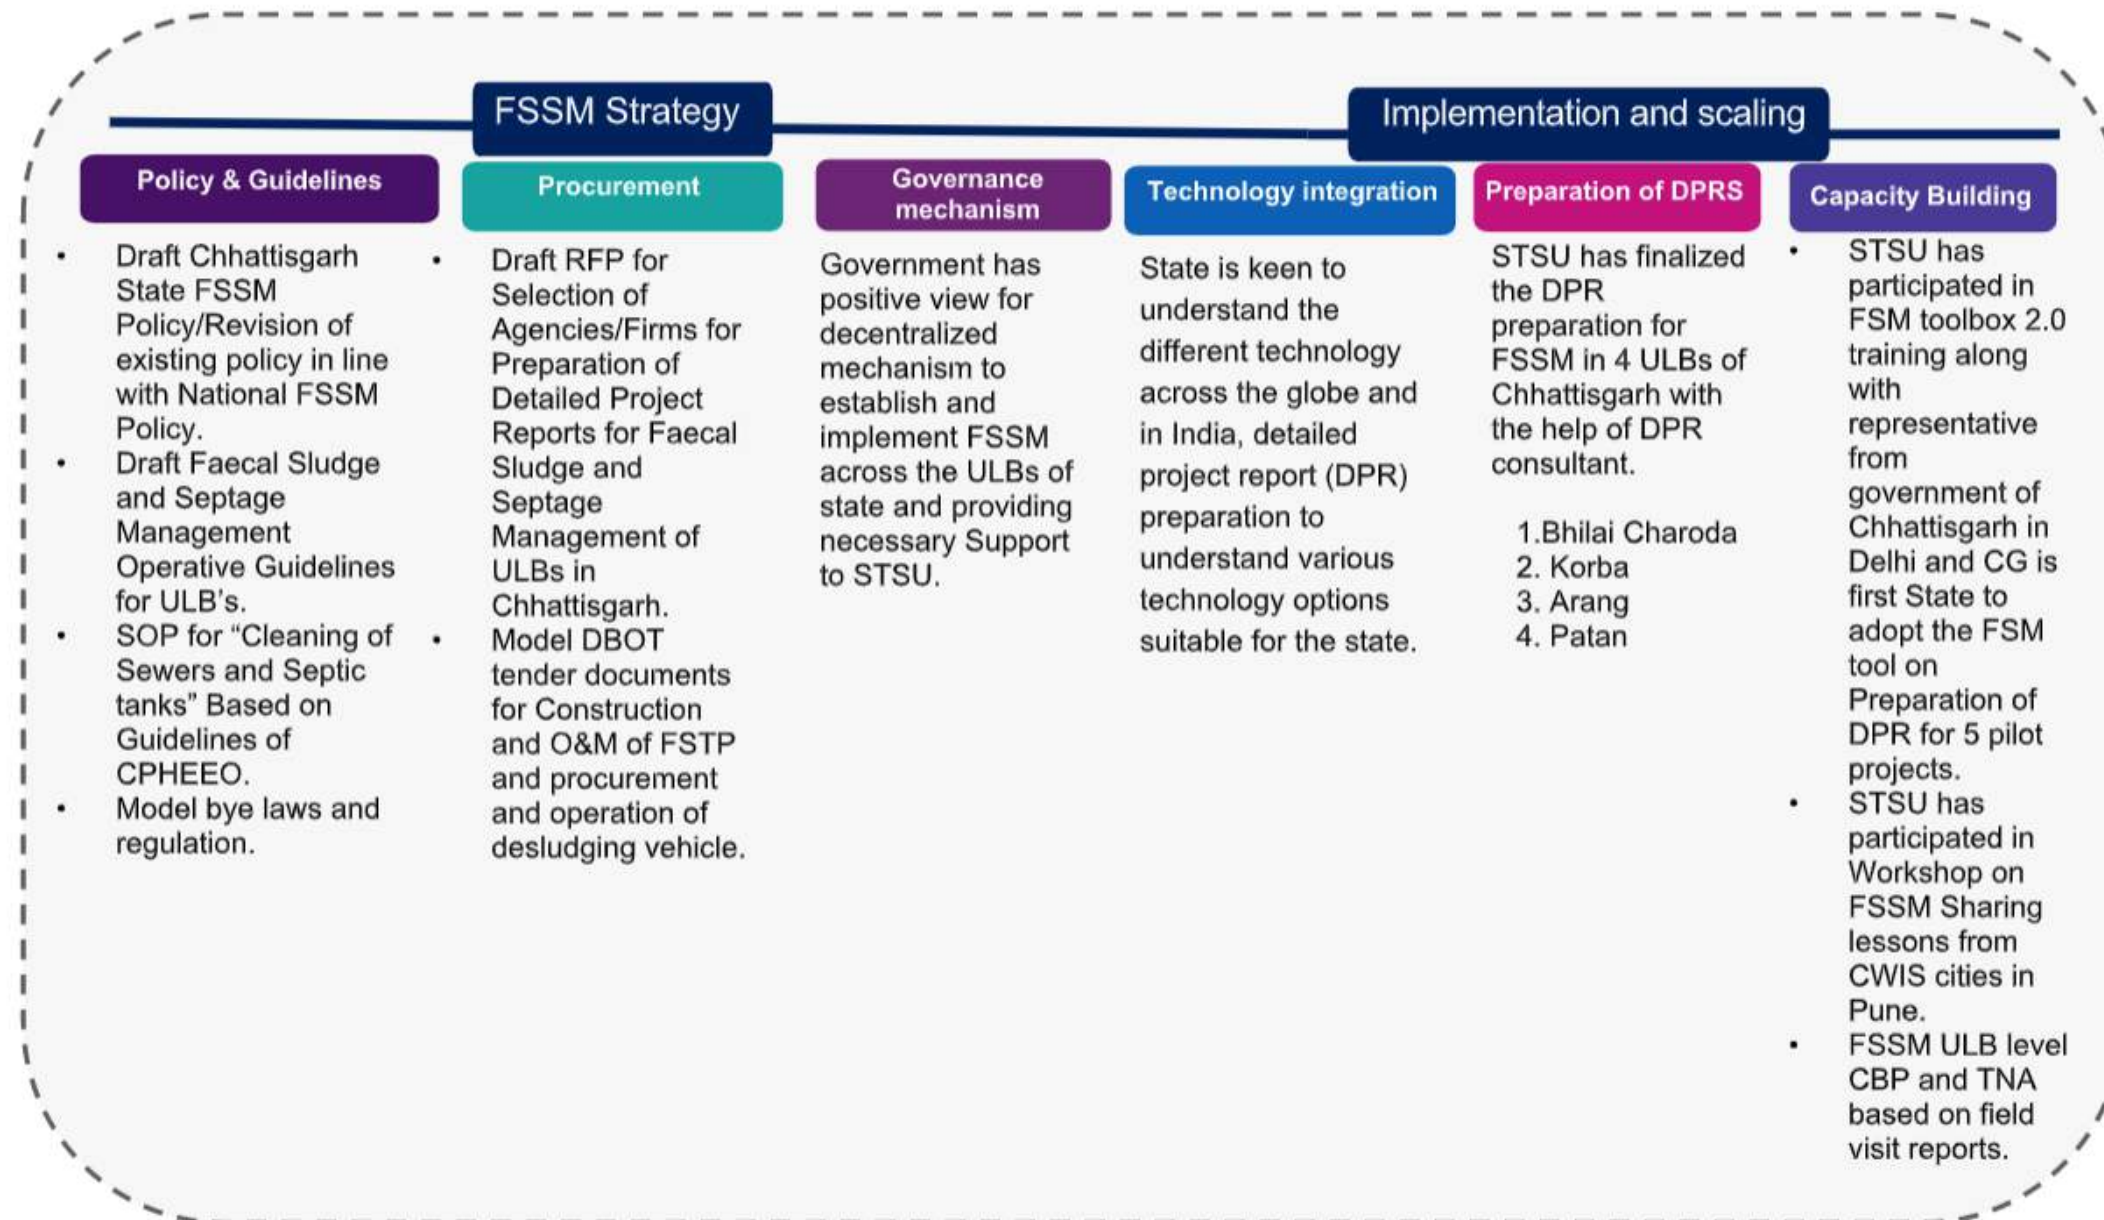 FSSM Strategy
Implementation and scaling
Policy & Guidelines
• Draft Chhattisgarh
State FSSM
Policy/Revision of
existing policy in line
with National FSSM
Policy.
• Draft Faecal Sludge
and Septage
Management
Operative Guidelines
for ULB's.
• SOP for “Cleaning of
Sewers and Septic
tanks” Based on
Guidelines of
CPHEEO.
• Model bye laws and
regulation.
Procurement
• Draft RFP for
Selection of
Agencies/Firms for
Preparation of
Detailed Project
Reports for Faecal
Sludge and
Septage
Management of
ULBs in
Chhattisgarh.
• Model DBOT
tender documents
for Construction
and O&M of FSTP
and procurement
and operation of
desludging vehicle.
Governance
mechanism
Government has
positive view for
decentralized
mechanism to
establish and
implement FSSM
across the ULBs of
state and providing
necessary Support
to STSU.
Technology integration
State is keen to
understand the
different technology
across the globe and
in India, detailed
project report (DPR)
preparation to
understand various
technology options
suitable for the state.
Preparation of DPRS
STSU has finalized
the DPR
preparation for
FSSM in 4 ULBs of
Chhattisgarh with
the help of DPR
consultant.
1.Bhilai Charoda
2. Korba
3. Arang
4. Patan
Capacity Building
• STSU has
participated in
FSM toolbox 2.0
training along
with
representative
from
government of
Chhattisgarh in
Delhi and CG is
first State to
adopt the FSM
tool on
Preparation of
DPR for 5 pilot
projects.
• STSU has
participated in
Workshop on
FSSM Sharing
lessons from
CWIS cities in
Pune.
• FSSM ULB level
CBP and TNA
based on field
visit reports.